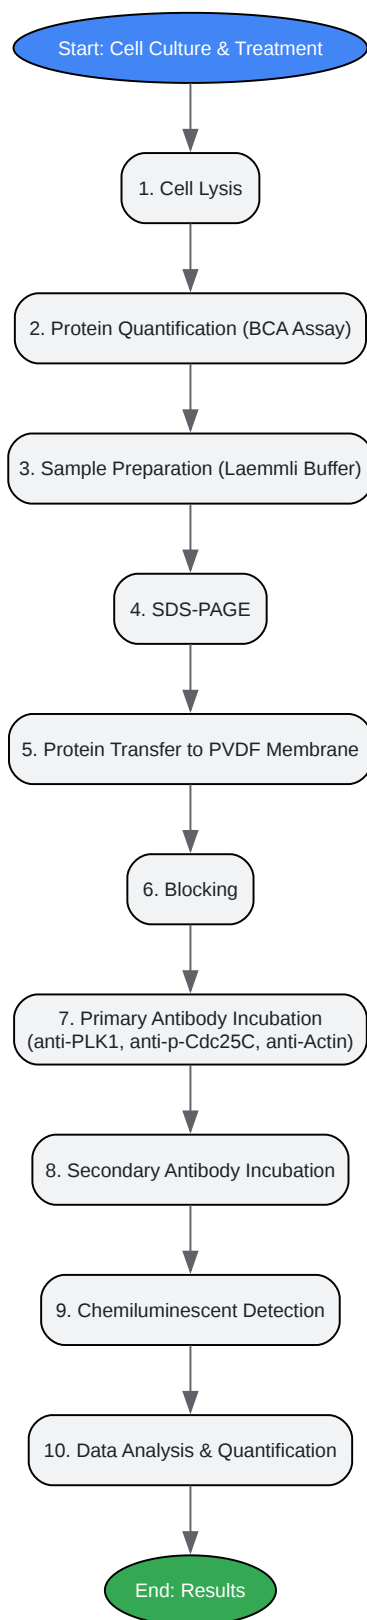 Start: Cell Culture & Treatment
1. Cell Lysis
2. Protein Quantification (BCA Assay)
3. Sample Preparation (Laemmli Buffer)
4. SDS-PAGE
5. Protein Transfer to PVDF Membrane
6. Blocking
7. Primary Antibody Incubation
(anti-PLK1, anti-p-Cdc25C, anti-Actin)
8. Secondary Antibody Incubation
9. Chemiluminescent Detection
10. Data Analysis & Quantification
End: Results